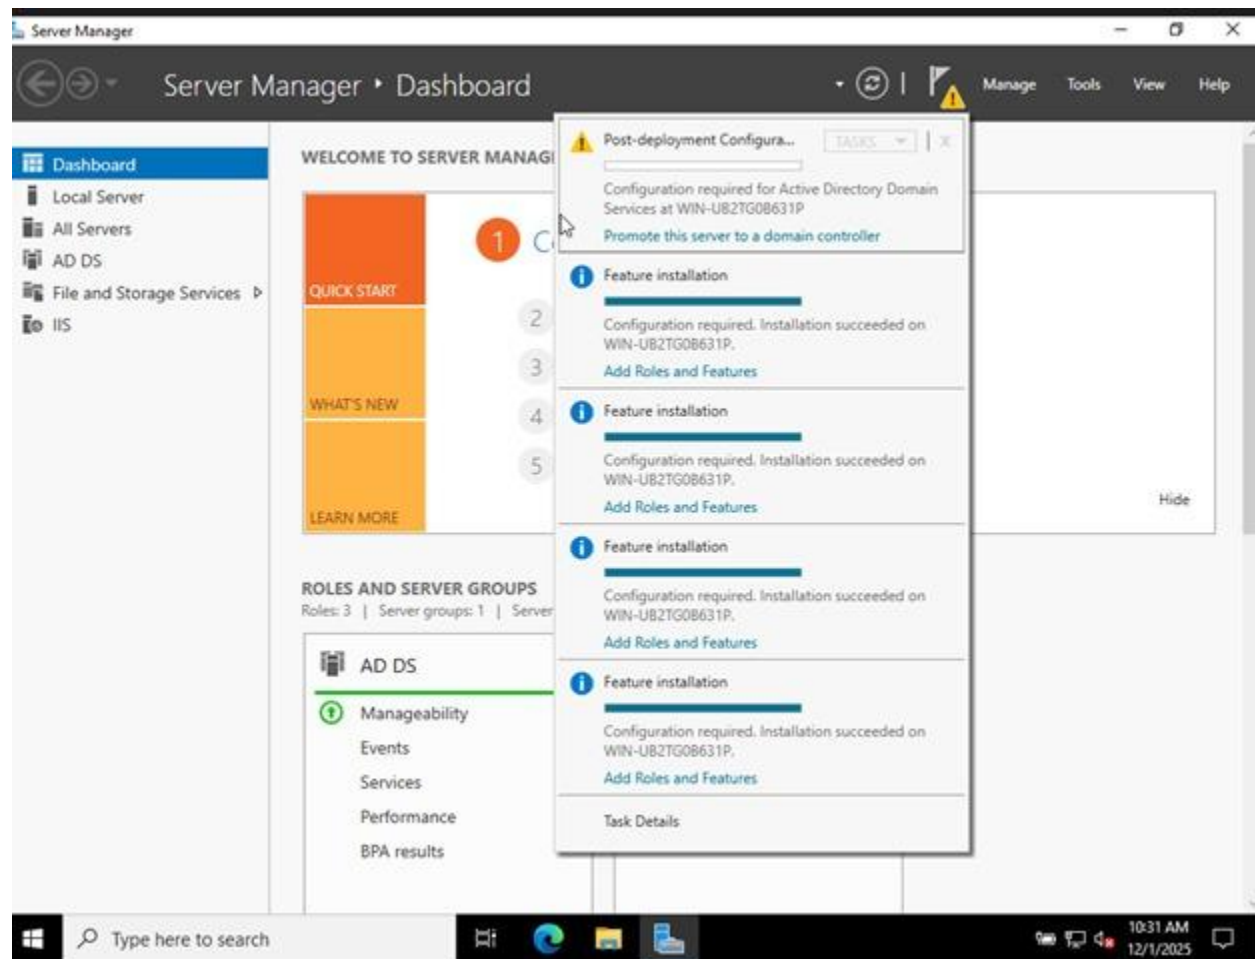 Server Manager
Server Manager • Dashboard
Manage Tools View Help
Dashboard
Local Server
All Servers
AD DS
File and Storage Services
IIS
WELCOME TO SERVER MANAG
QUICK START
WHAT'S NEW
LEARN MORE
1
2
3
4
5
Hide
ROLES AND SERVER GROUPS
Roles: 3 | Server groups: 1 | Server
AD DS
Manageability
Events
Services
Performance
BPA results
Post-deployment Configura...
TASKS
X
Configuration required for Active Directory Domain
Services at WIN-UB2TG0B631P
Promote this server to a domain controller
Feature installation
Configuration required. Installation succeeded on
WIN-UB2TG0B631P.
Add Roles and Features
Feature installation
Configuration required. Installation succeeded on
WIN-UB2TG0B631P.
Add Roles and Features
Feature installation
Configuration required. Installation succeeded on
WIN-UB2TG0B631P.
Add Roles and Features
Feature installation
Configuration required. Installation succeeded on
WIN-UB2TG0B631P.
Add Roles and Features
Task Details
Type here to search
10:31 AM
12/1/2025